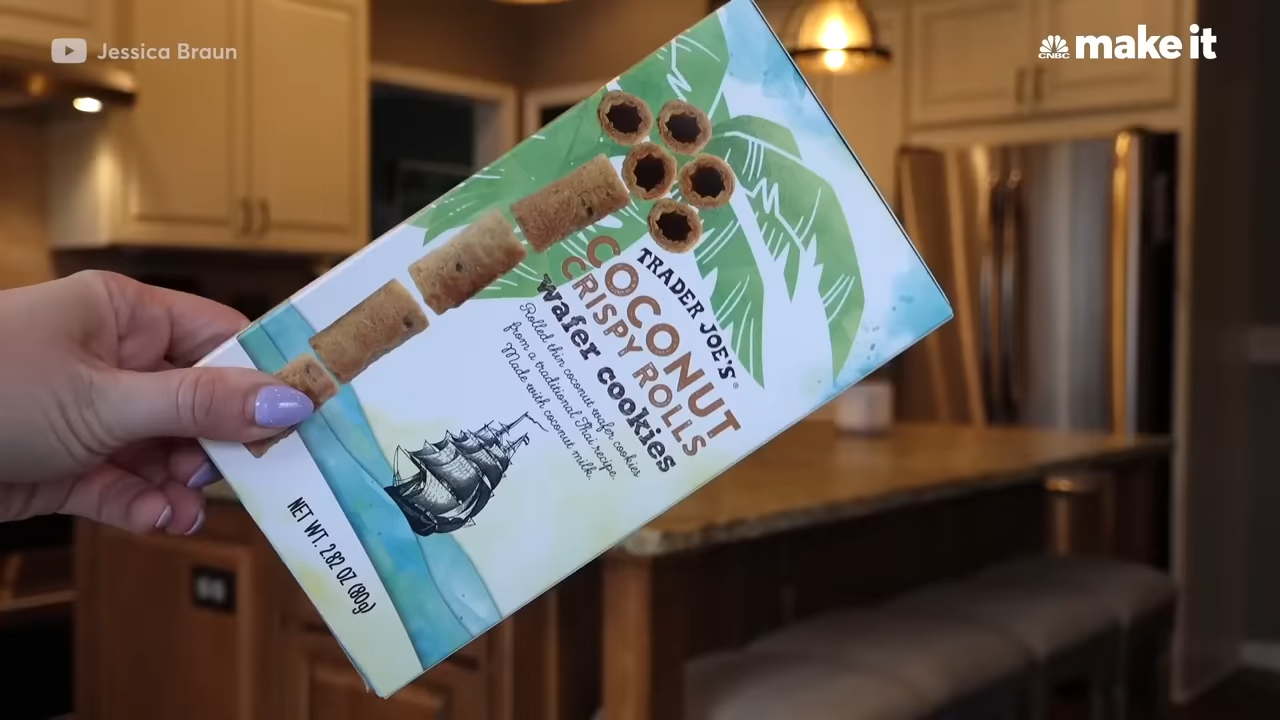 Jessica Braun
CNBC make it
TRADER JOE'S®
COCONUT
CRISPY ROLLS
wafer cookies
Rolled thin coconut wafer cookies
from a traditional Thai recipe.
Made with coconut milk.
NET WT. 2.82 OZ (80g)